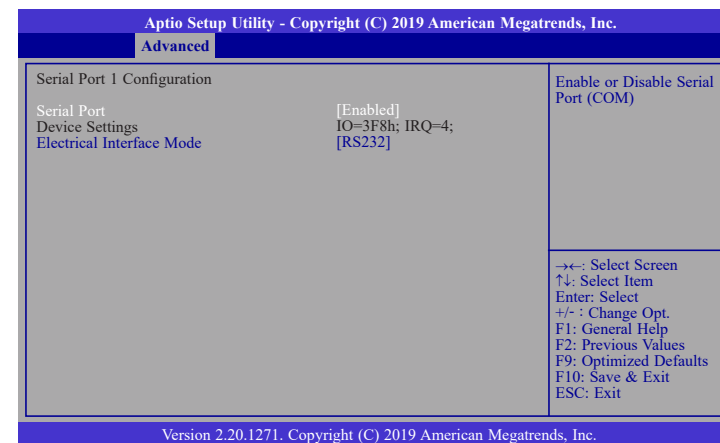 Aptio Setup Utility - Copyright (C) 2019 American Megatrends, Inc.
Advanced
Serial Port 1 Configuration
Serial Port [Enabled]
Device Settings IO=3F8h; IRQ=4;
Electrical Interface Mode [RS232]
Enable or Disable Serial
Port (COM)
→←: Select Screen
↑↓: Select Item
Enter: Select
+/- : Change Opt.
F1: General Help
F2: Previous Values
F9: Optimized Defaults
F10: Save & Exit
ESC: Exit
Version 2.20.1271. Copyright (C) 2019 American Megatrends, Inc.